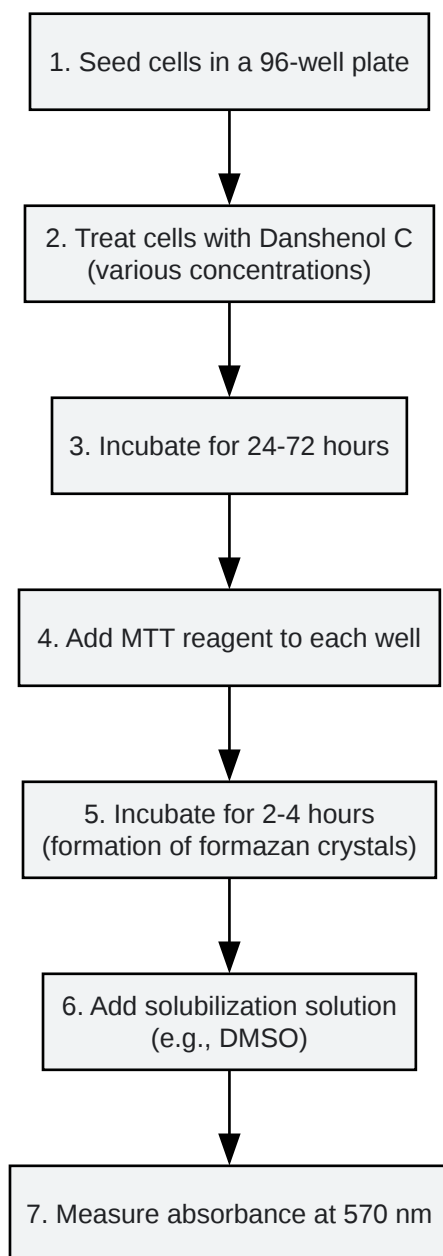 1. Seed cells in a 96-well plate
2. Treat cells with Danshenol C
(various concentrations)
3. Incubate for 24-72 hours
4. Add MTT reagent to each well
5. Incubate for 2-4 hours
(formation of formazan crystals)
6. Add solubilization solution
(e.g., DMSO)
7. Measure absorbance at 570 nm